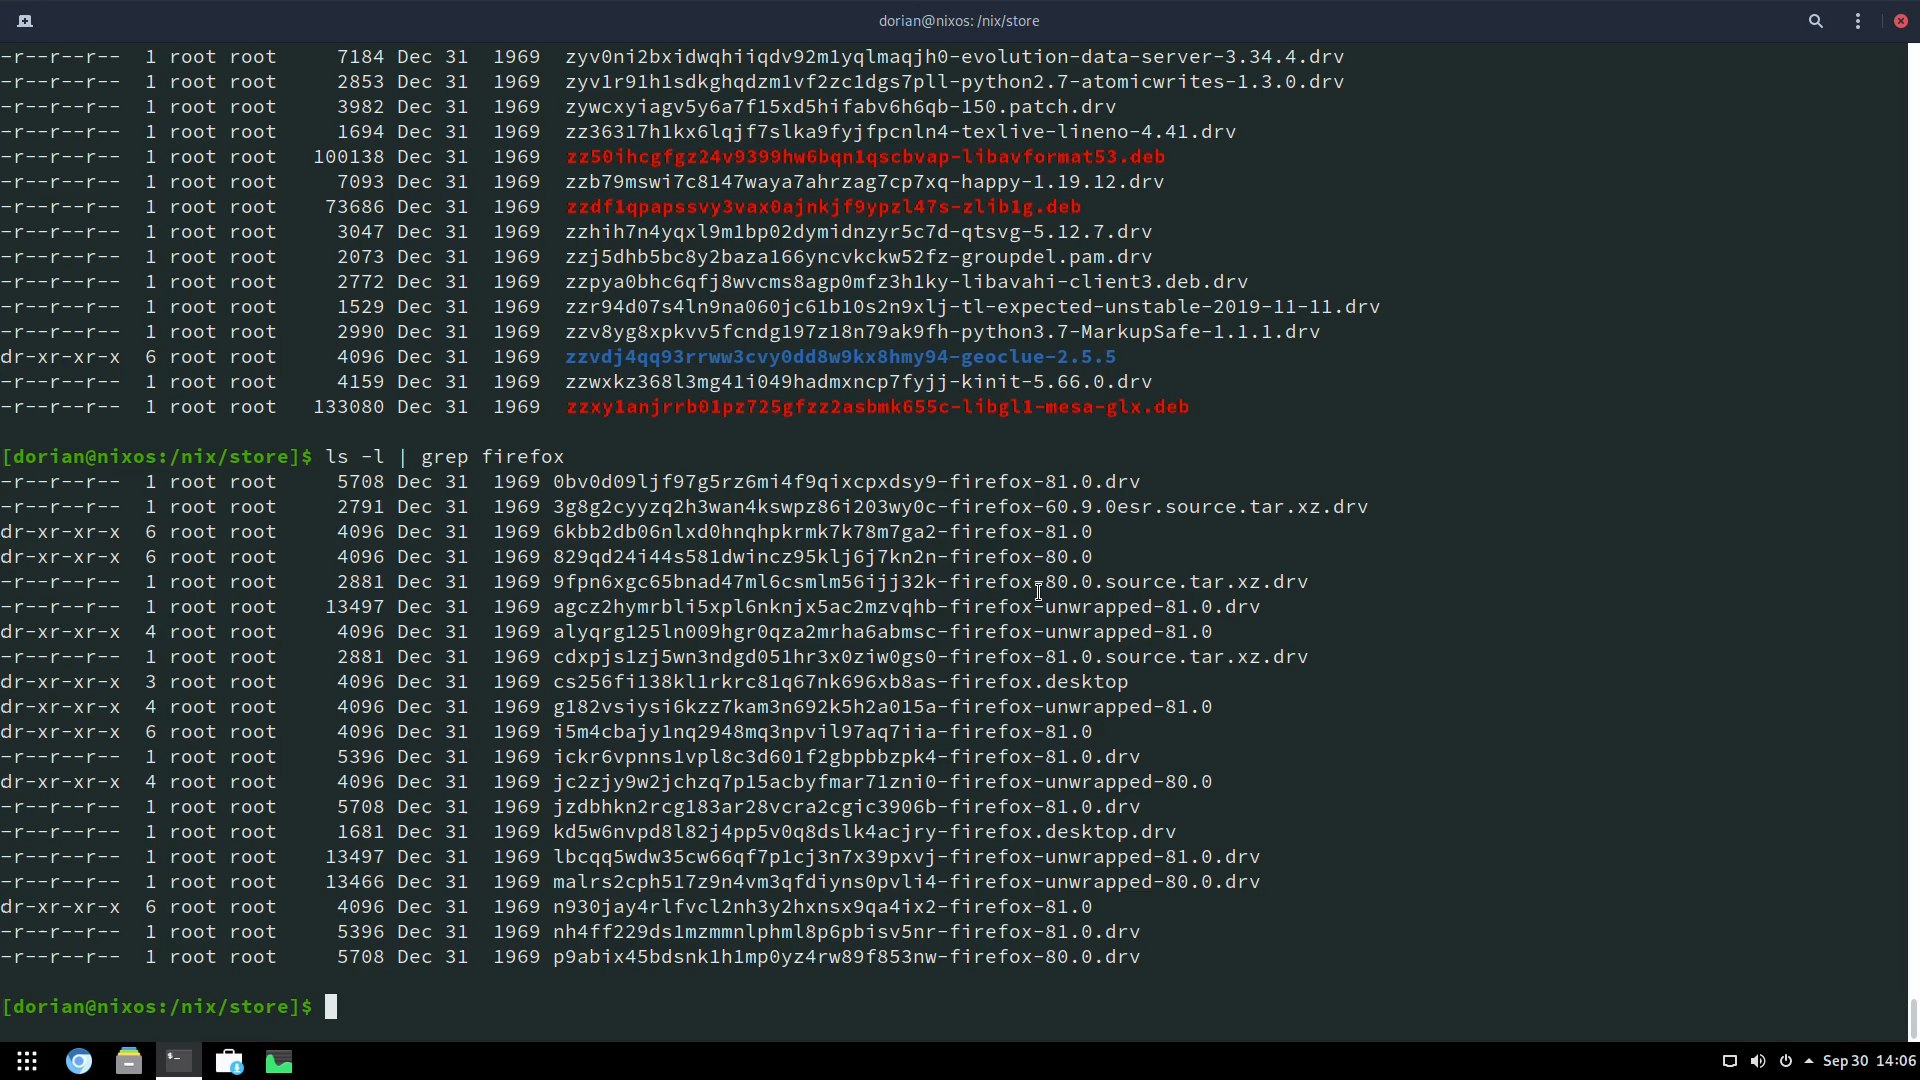 dorian@nixos: /nix/store
-r--r--r--  1 root root     7184 Dec 31  1969  zyv0ni2bxidwqhiiqdv92m1yqlmaqjh0-evolution-data-server-3.34.4.drv
-r--r--r--  1 root root     2853 Dec 31  1969  zyv1r91h1sdkghqdzm1vf2zc1dgs7pll-python2.7-atomicwrites-1.3.0.drv
-r--r--r--  1 root root     3982 Dec 31  1969  zywcxyiagv5y6a7f15xd5hifabv6h6qb-150.patch.drv
-r--r--r--  1 root root     1694 Dec 31  1969  zz36317h1kx6lqjf7slka9fyjfpcnln4-texlive-lineno-4.41.drv
-r--r--r--  1 root root   100138 Dec 31  1969  zz50ihcgfgz24v9399hw6bqn1qscbvap-libavformat53.deb
-r--r--r--  1 root root     7093 Dec 31  1969  zzb79mswi7c8147waya7ahrzag7cp7xq-happy-1.19.12.drv
-r--r--r--  1 root root    73686 Dec 31  1969  zzdf1qpapssvy3vax0ajnkjf9ypzl47s-zlib1g.deb
-r--r--r--  1 root root     3047 Dec 31  1969  zzhih7n4yqxl9m1bp02dymidnzyr5c7d-qtsvg-5.12.7.drv
-r--r--r--  1 root root     2073 Dec 31  1969  zzj5dhb5bc8y2baza166yncvkckw52fz-groupdel.pam.drv
-r--r--r--  1 root root     2772 Dec 31  1969  zzpya0bhc6qfj8wvcms8agp0mfz3h1ky-libavahi-client3.deb.drv
-r--r--r--  1 root root     1529 Dec 31  1969  zzr94d07s4ln9na060jc61b10s2n9xlj-tl-expected-unstable-2019-11-11.drv
-r--r--r--  1 root root     2990 Dec 31  1969  zzv8yg8xpkvv5fcndg197z18n79ak9fh-python3.7-MarkupSafe-1.1.1.drv
dr-xr-xr-x  6 root root     4096 Dec 31  1969  zzvdj4qq93rrww3cvy0dd8w9kx8hmy94-geoclue-2.5.5
-r--r--r--  1 root root     4159 Dec 31  1969  zzwxkz368l3mg41i049hadmxncp7fyjj-kinit-5.66.0.drv
-r--r--r--  1 root root   133080 Dec 31  1969  zzxy1anjrrb01pz725gfzz2asbmk655c-libgl1-mesa-glx.deb
[dorian@nixos:/nix/store]$ ls -l | grep firefox
-r--r--r--  1 root root     5708 Dec 31  1969 0bv0d09ljf97g5rz6mi4f9qixcpxdsy9-firefox-81.0.drv
-r--r--r--  1 root root     2791 Dec 31  1969 3g8g2cyyzq2h3wan4kswpz86i203wy0c-firefox-60.9.0esr.source.tar.xz.drv
dr-xr-xr-x  6 root root     4096 Dec 31  1969 6kbb2db06nlxd0hnqhpkrmk7k78m7ga2-firefox-81.0
dr-xr-xr-x  6 root root     4096 Dec 31  1969 829qd24i44s581dwincz95klj6j7kn2n-firefox-80.0
-r--r--r--  1 root root     2881 Dec 31  1969 9fpn6xgc65bnad47ml6csmlm56ijj32k-firefox-80.0.source.tar.xz.drv
-r--r--r--  1 root root    13497 Dec 31  1969 agcz2hymrbli5xpl6nknjx5ac2mzvqhb-firefox-unwrapped-81.0.drv
dr-xr-xr-x  4 root root     4096 Dec 31  1969 alyqrg125ln009hgr0qza2mrha6abmsc-firefox-unwrapped-81.0
-r--r--r--  1 root root     2881 Dec 31  1969 cdxpjs1zj5wn3ndgd051hr3x0ziw0gs0-firefox-81.0.source.tar.xz.drv
dr-xr-xr-x  3 root root     4096 Dec 31  1969 cs256fi138kl1rkrc81q67nk696xb8as-firefox.desktop
dr-xr-xr-x  4 root root     4096 Dec 31  1969 g182vsiysi6kzz7kam3n692k5h2a015a-firefox-unwrapped-81.0
dr-xr-xr-x  6 root root     4096 Dec 31  1969 i5m4cbajy1nq2948mq3npvil97aq7iia-firefox-81.0
-r--r--r--  1 root root     5396 Dec 31  1969 ickr6vpnns1vpl8c3d601f2gbpbbzpk4-firefox-81.0.drv
dr-xr-xr-x  4 root root     4096 Dec 31  1969 jc2zjy9w2jchzq7p15acbyfmar71zni0-firefox-unwrapped-80.0
-r--r--r--  1 root root     5708 Dec 31  1969 jzdbhkn2rcg183ar28vcra2cgic3906b-firefox-81.0.drv
-r--r--r--  1 root root     1681 Dec 31  1969 kd5w6nvpd8l82j4pp5v0q8dslk4acjry-firefox.desktop.drv
-r--r--r--  1 root root    13497 Dec 31  1969 lbcqq5wdw35cw66qf7p1cj3n7x39pxvj-firefox-unwrapped-81.0.drv
-r--r--r--  1 root root    13466 Dec 31  1969 malrs2cph517z9n4vm3qfdiyns0pvli4-firefox-unwrapped-80.0.drv
dr-xr-xr-x  6 root root     4096 Dec 31  1969 n930jay4rlfvcl2nh3y2hxnsx9qa4ix2-firefox-81.0
-r--r--r--  1 root root     5396 Dec 31  1969 nh4ff229ds1mzmmnlphml8p6pbisv5nr-firefox-81.0.drv
-r--r--r--  1 root root     5708 Dec 31  1969 p9abix45bdsnk1h1mp0yz4rw89f853nw-firefox-80.0.drv
[dorian@nixos:/nix/store]$
Sep 30 14:06